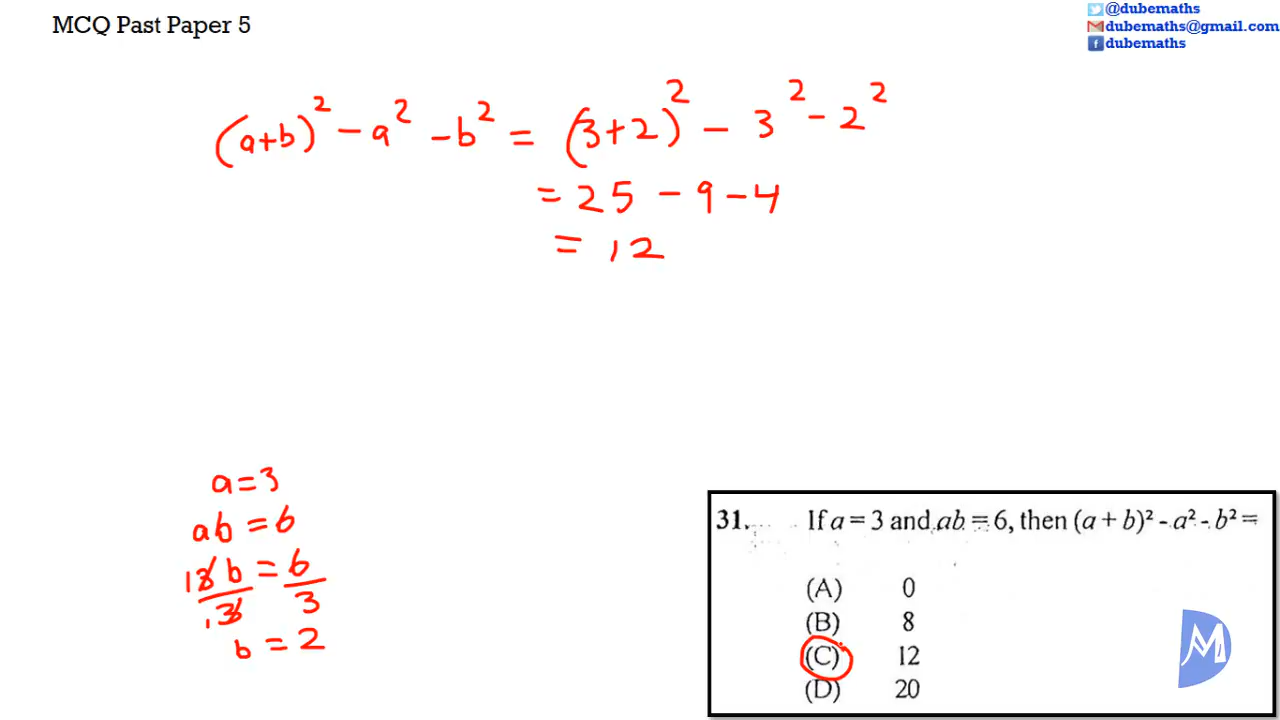 MCQ Past Paper 5
@dubemaths
dubemaths@gmail.com
dubemaths
(a+b)² - a² - b² = (3+2)² - 3² - 2²
= 25 - 9 - 4
= 12
a = 3
ab = 6
3b = 6
3 3
b = 2
31. If a = 3 and ab = 6, then (a + b)² - a² - b² =
(A) 0
(B) 8
(C) 12
(D) 20
M